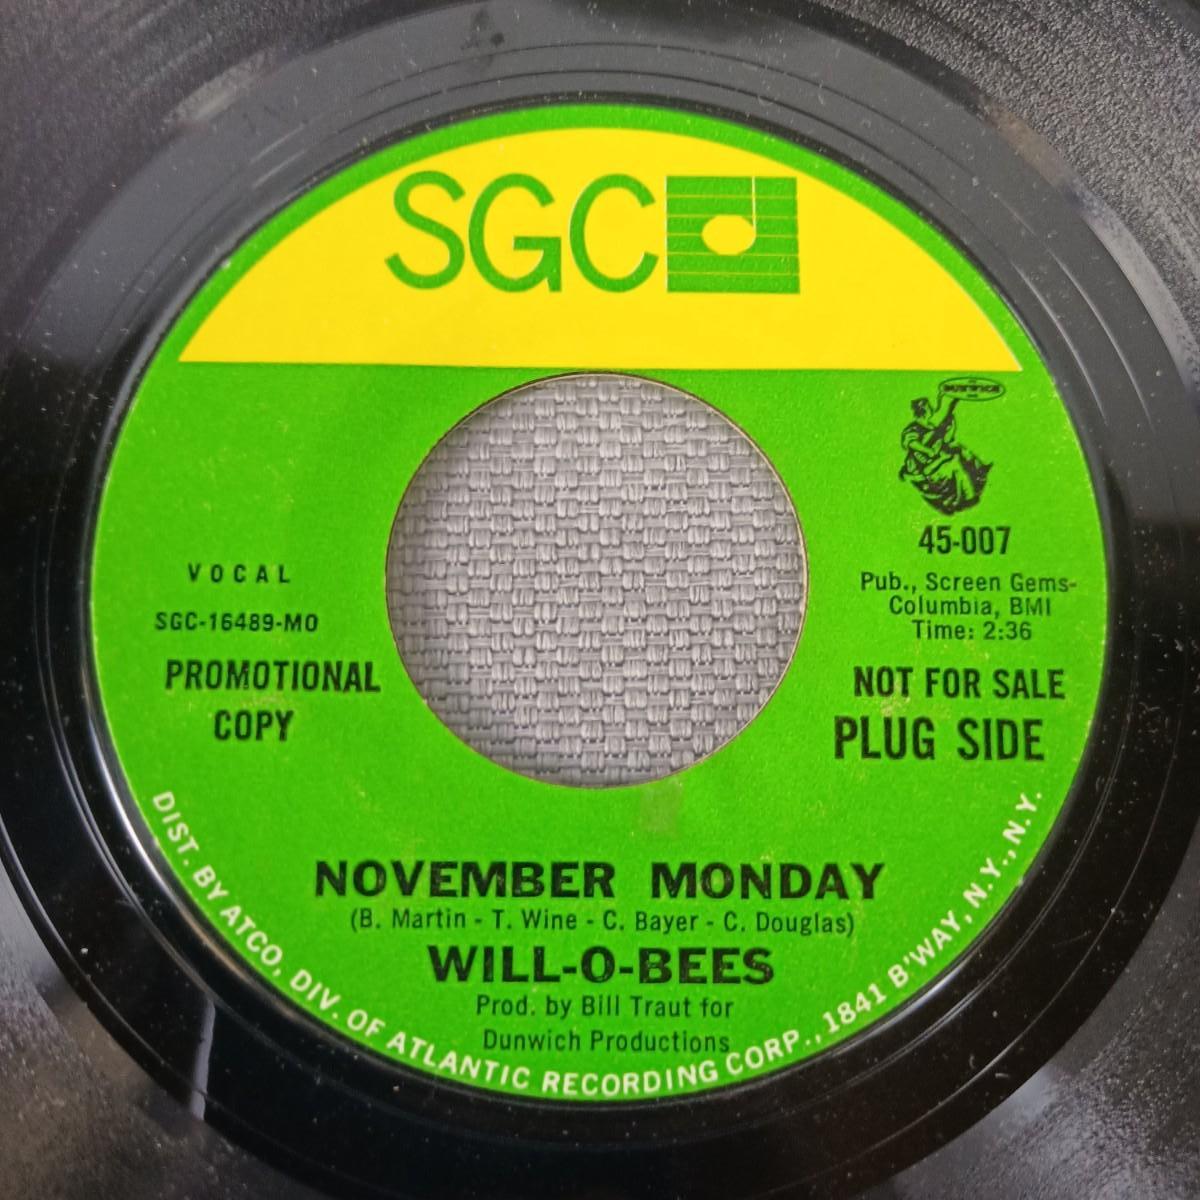 SGC
DUNWICH
45-007
Pub., Screen Gems-
Columbia, BMI
Time: 2:36
NOT FOR SALE
PLUG SIDE
VOCAL
SGC-16489-MO
PROMOTIONAL
COPY
NOVEMBER MONDAY
(B. Martin - T. Wine - C. Bayer - C. Douglas)
WILL-O-BEES
Prod. by Bill Traut for
Dunwich Productions
DIST. BY ATCO, DIV. OF ATLANTIC RECORDING CORP., 1841 B'WAY, N.Y., N.Y.